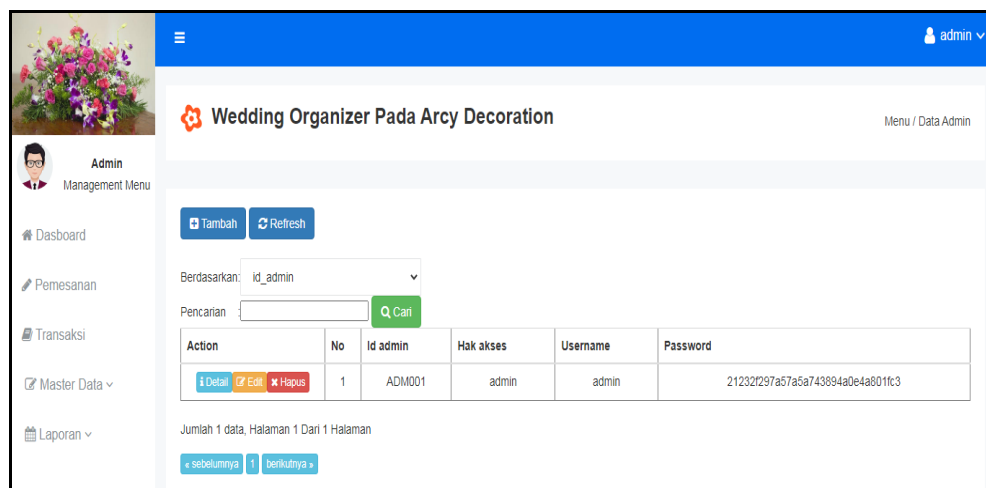 admin
Wedding Organizer Pada Arcy Decoration
Menu / Data Admin
Admin
Management Menu
Dasboard
Pemesanan
Transaksi
Master Data
Laporan
Tambah Refresh
Berdasarkan: id_admin
Pencarian : Cari
Action No Id admin Hak akses Username Password
Detail Edit Hapus 1 ADM001 admin admin 21232f297a57a5a743894a0e4a801fc3
Jumlah 1 data, Halaman 1 Dari 1 Halaman
« sebelumnya 1 berikutnya »